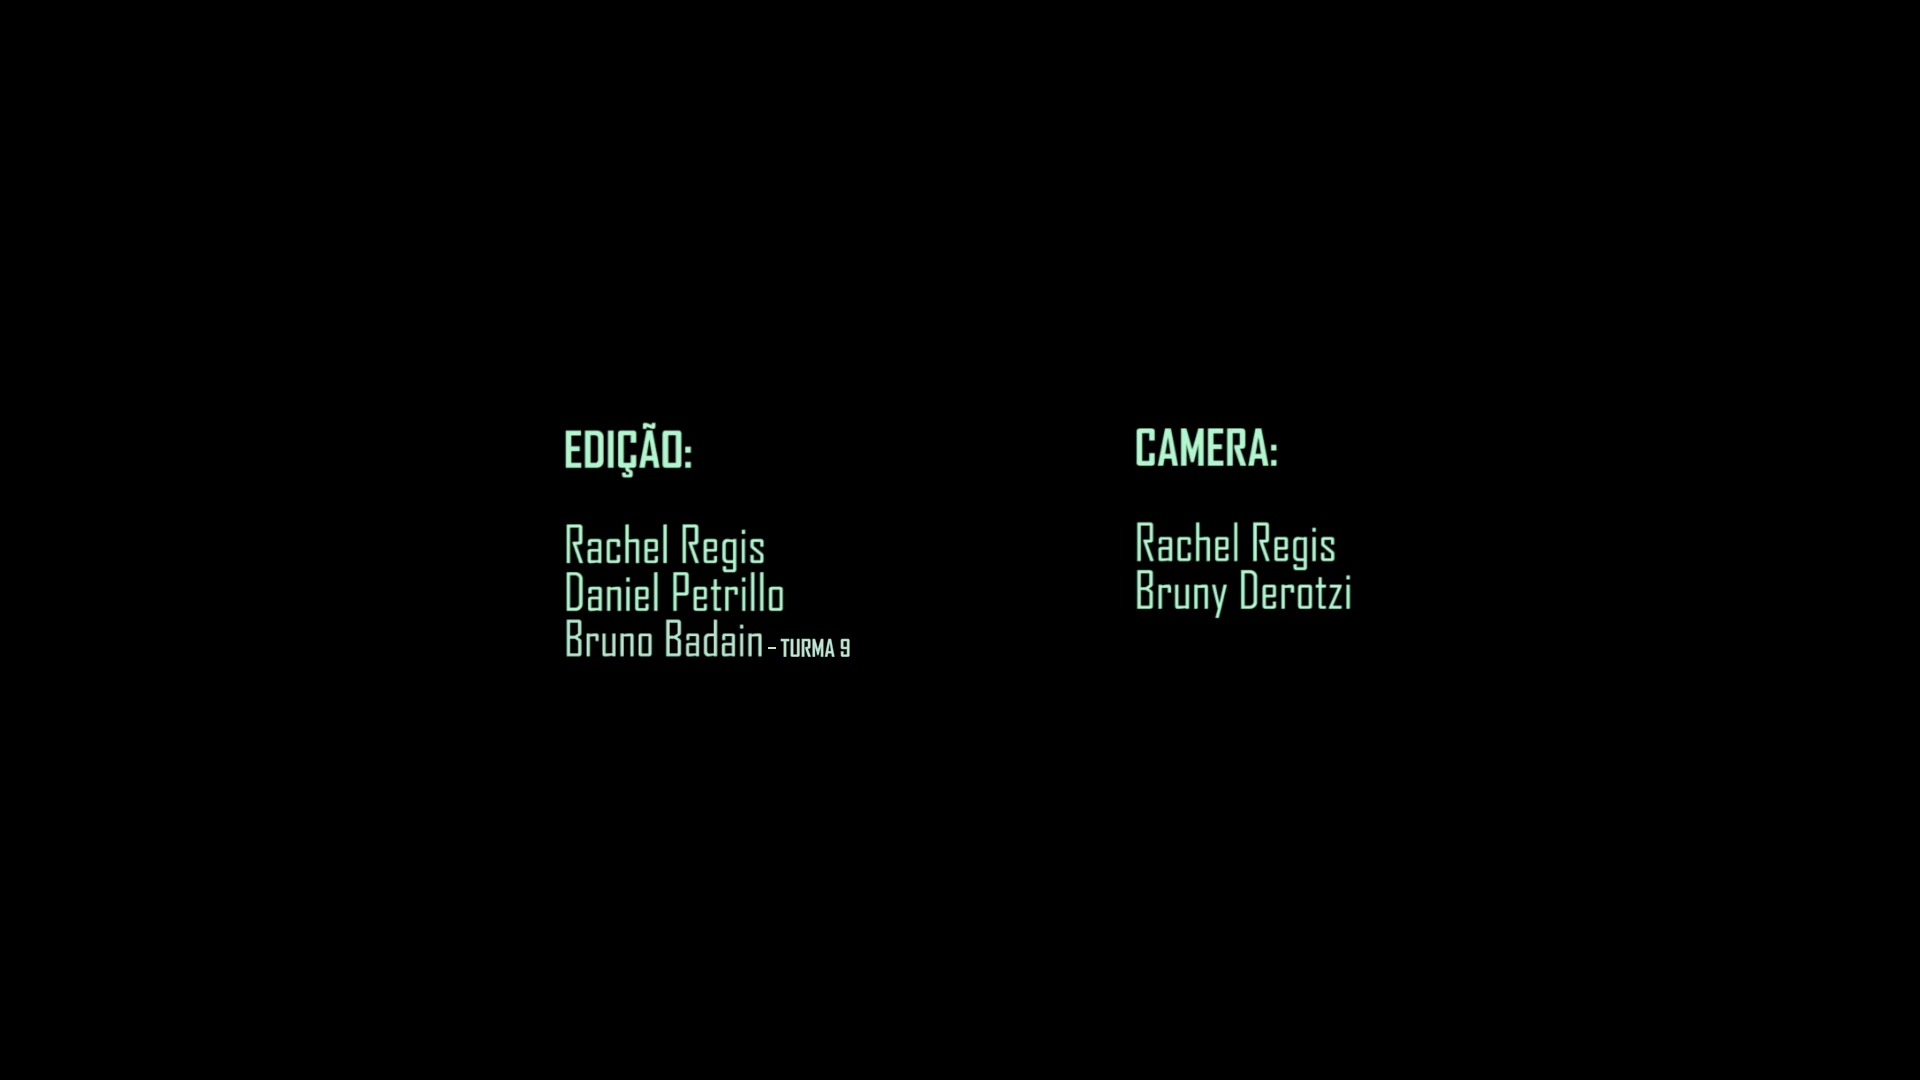 EDIÇÃO:
Rachel Regis
Daniel Petrillo
Bruno Badain - TURMA 9
CAMERA:
Rachel Regis
Bruny Derotzi